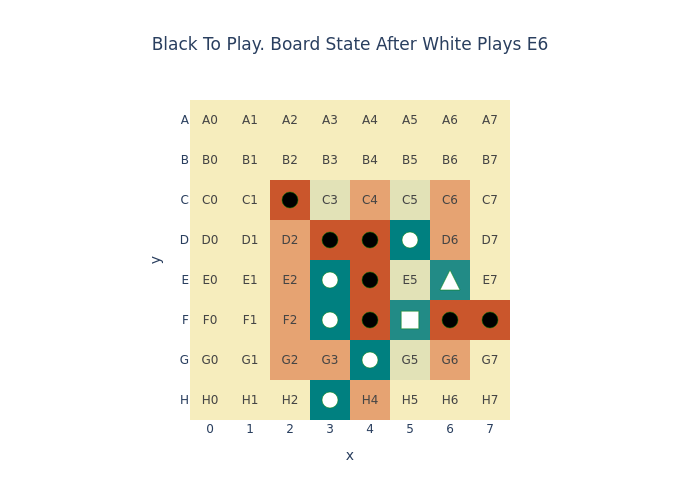 Black To Play. Board State After White Plays E6
A A0 A1 A2 A3 A4 A5 A6 A7
B B0 B1 B2 B3 B4 B5 B6 B7
C C0 C1 C3 C4 C5 C6 C7
D D0 D1 D2 D6 D7
y
E E0 E1 E2 E5 E7
F F0 F1 F2
G G0 G1 G2 G3 G5 G6 G7
H H0 H1 H2 H4 H5 H6 H7
0 1 2 3 4 5 6 7
x